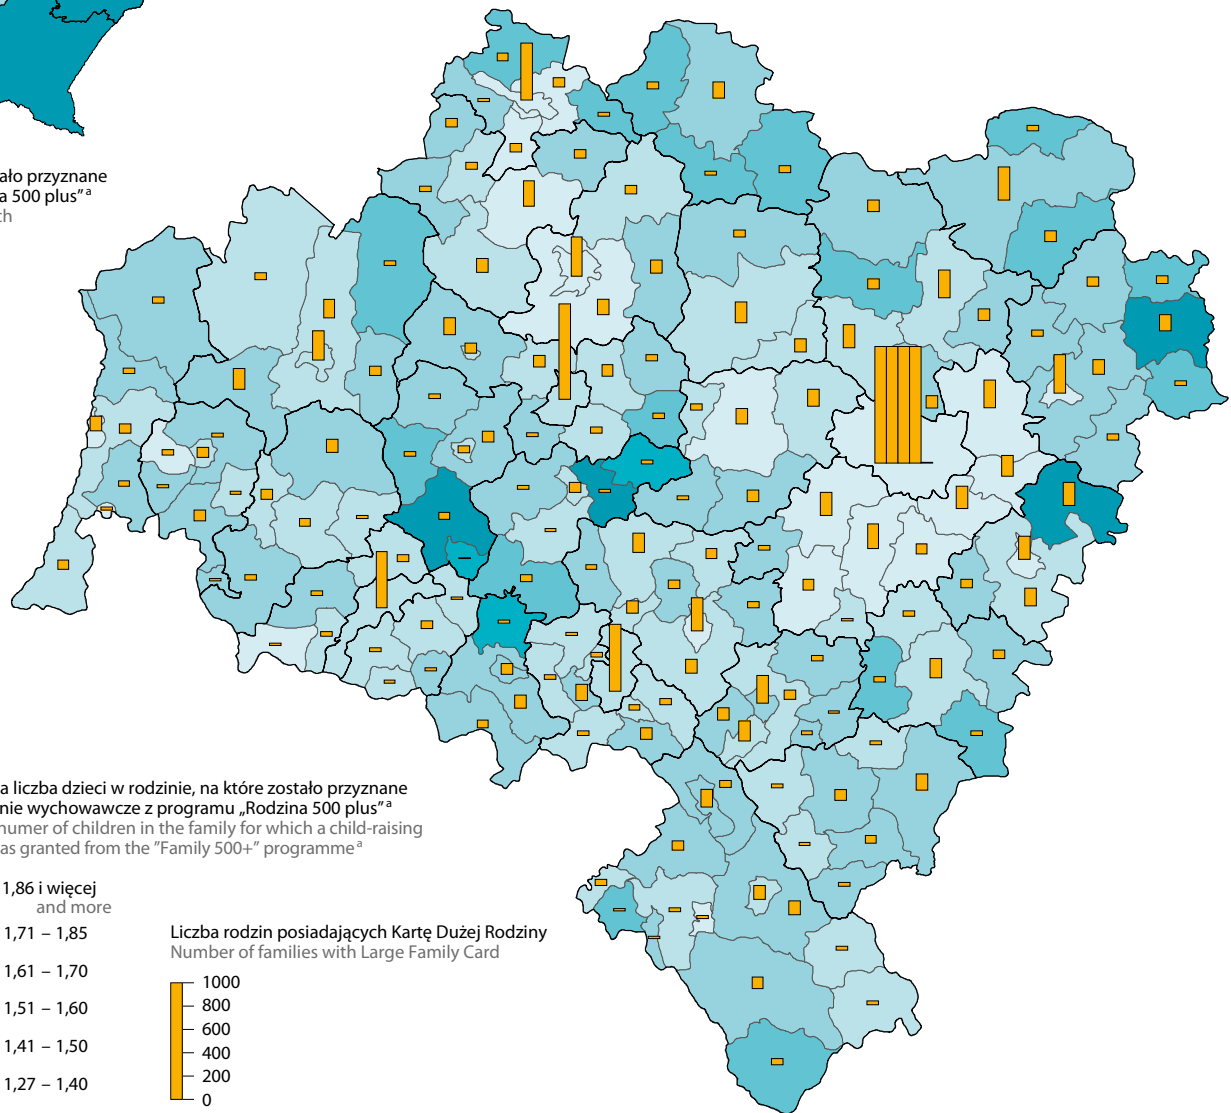 ało przyznane
a 500 plus” a
th
a liczba dzieci w rodzinie, na które zostało przyznane
nie wychowawcze z programu „Rodzina 500 plus” a
numer of children in the family for which a child-raising
as granted from the ”Family 500+” programme a
1,86 i więcej
and more
1,71 – 1,85
1,61 – 1,70
1,51 – 1,60
1,41 – 1,50
1,27 – 1,40
Liczba rodzin posiadających Kartę Dużej Rodziny
Number of families with Large Family Card
1000
800
600
400
200
0